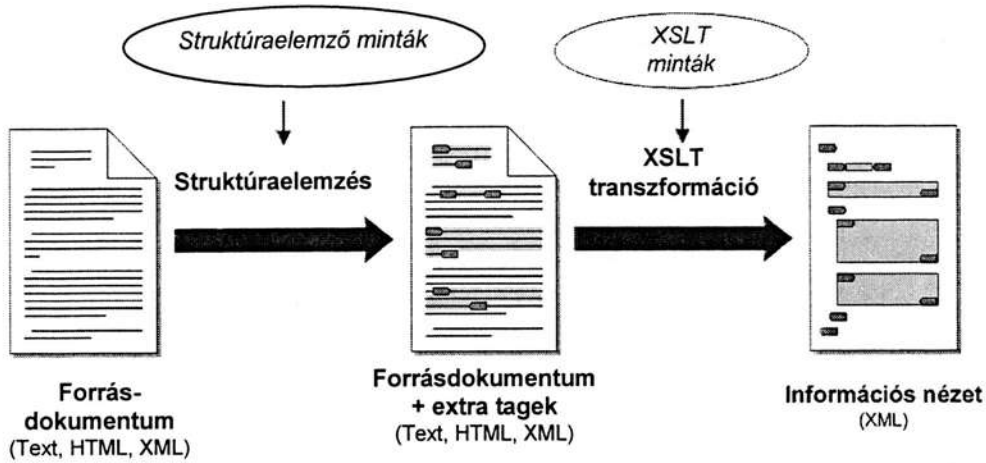 Struktúraelemző minták
XSLT
minták
Struktúraelemzés
XSLT
transzformáció
Forrás-
dokumentum
(Text, HTML, XML)
Forrásdokumentum
+ extra tagek
(Text, HTML, XML)
Információs nézet
(XML)